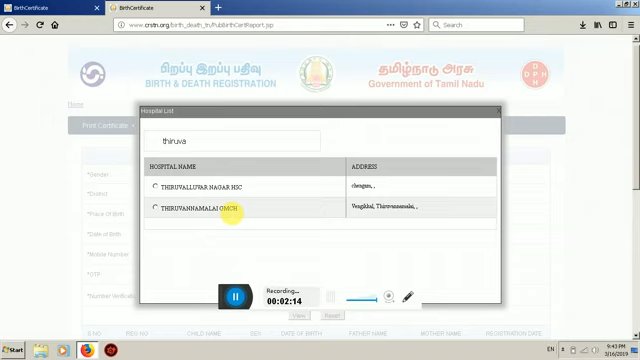 BirthCertificate
BirthCertificate
www.crstn.org/birth_death_tn/PubBirthCertReport.jsp
Search
பிறப்பு இறப்பு பதிவு
BIRTH & DEATH REGISTRATION
தமிழ்நாடு அரசு
Government of Tamil Nadu
DPH
Home
Print Certificate
Hospital List
thiruva
HOSPITAL NAME
ADDRESS
THIRUVALLUVAR NAGAR HSC
chengam, ,
THIRUVANNAMALAI GMCH
Vengikkal, Thiruvannamalai, ,
*Gender
*District
*Place Of Birth
*Date of Birth
*Mobile Number
*OTP
*Number Verification
Recording...
00:02:14
View
Reset
S NO
REG NO
CHILD NAME
SEX
DATE OF BIRTH
FATHER NAME
MOTHER NAME
REGISTRATION DATE
Start
EN
9:43 PM
3/16/2019